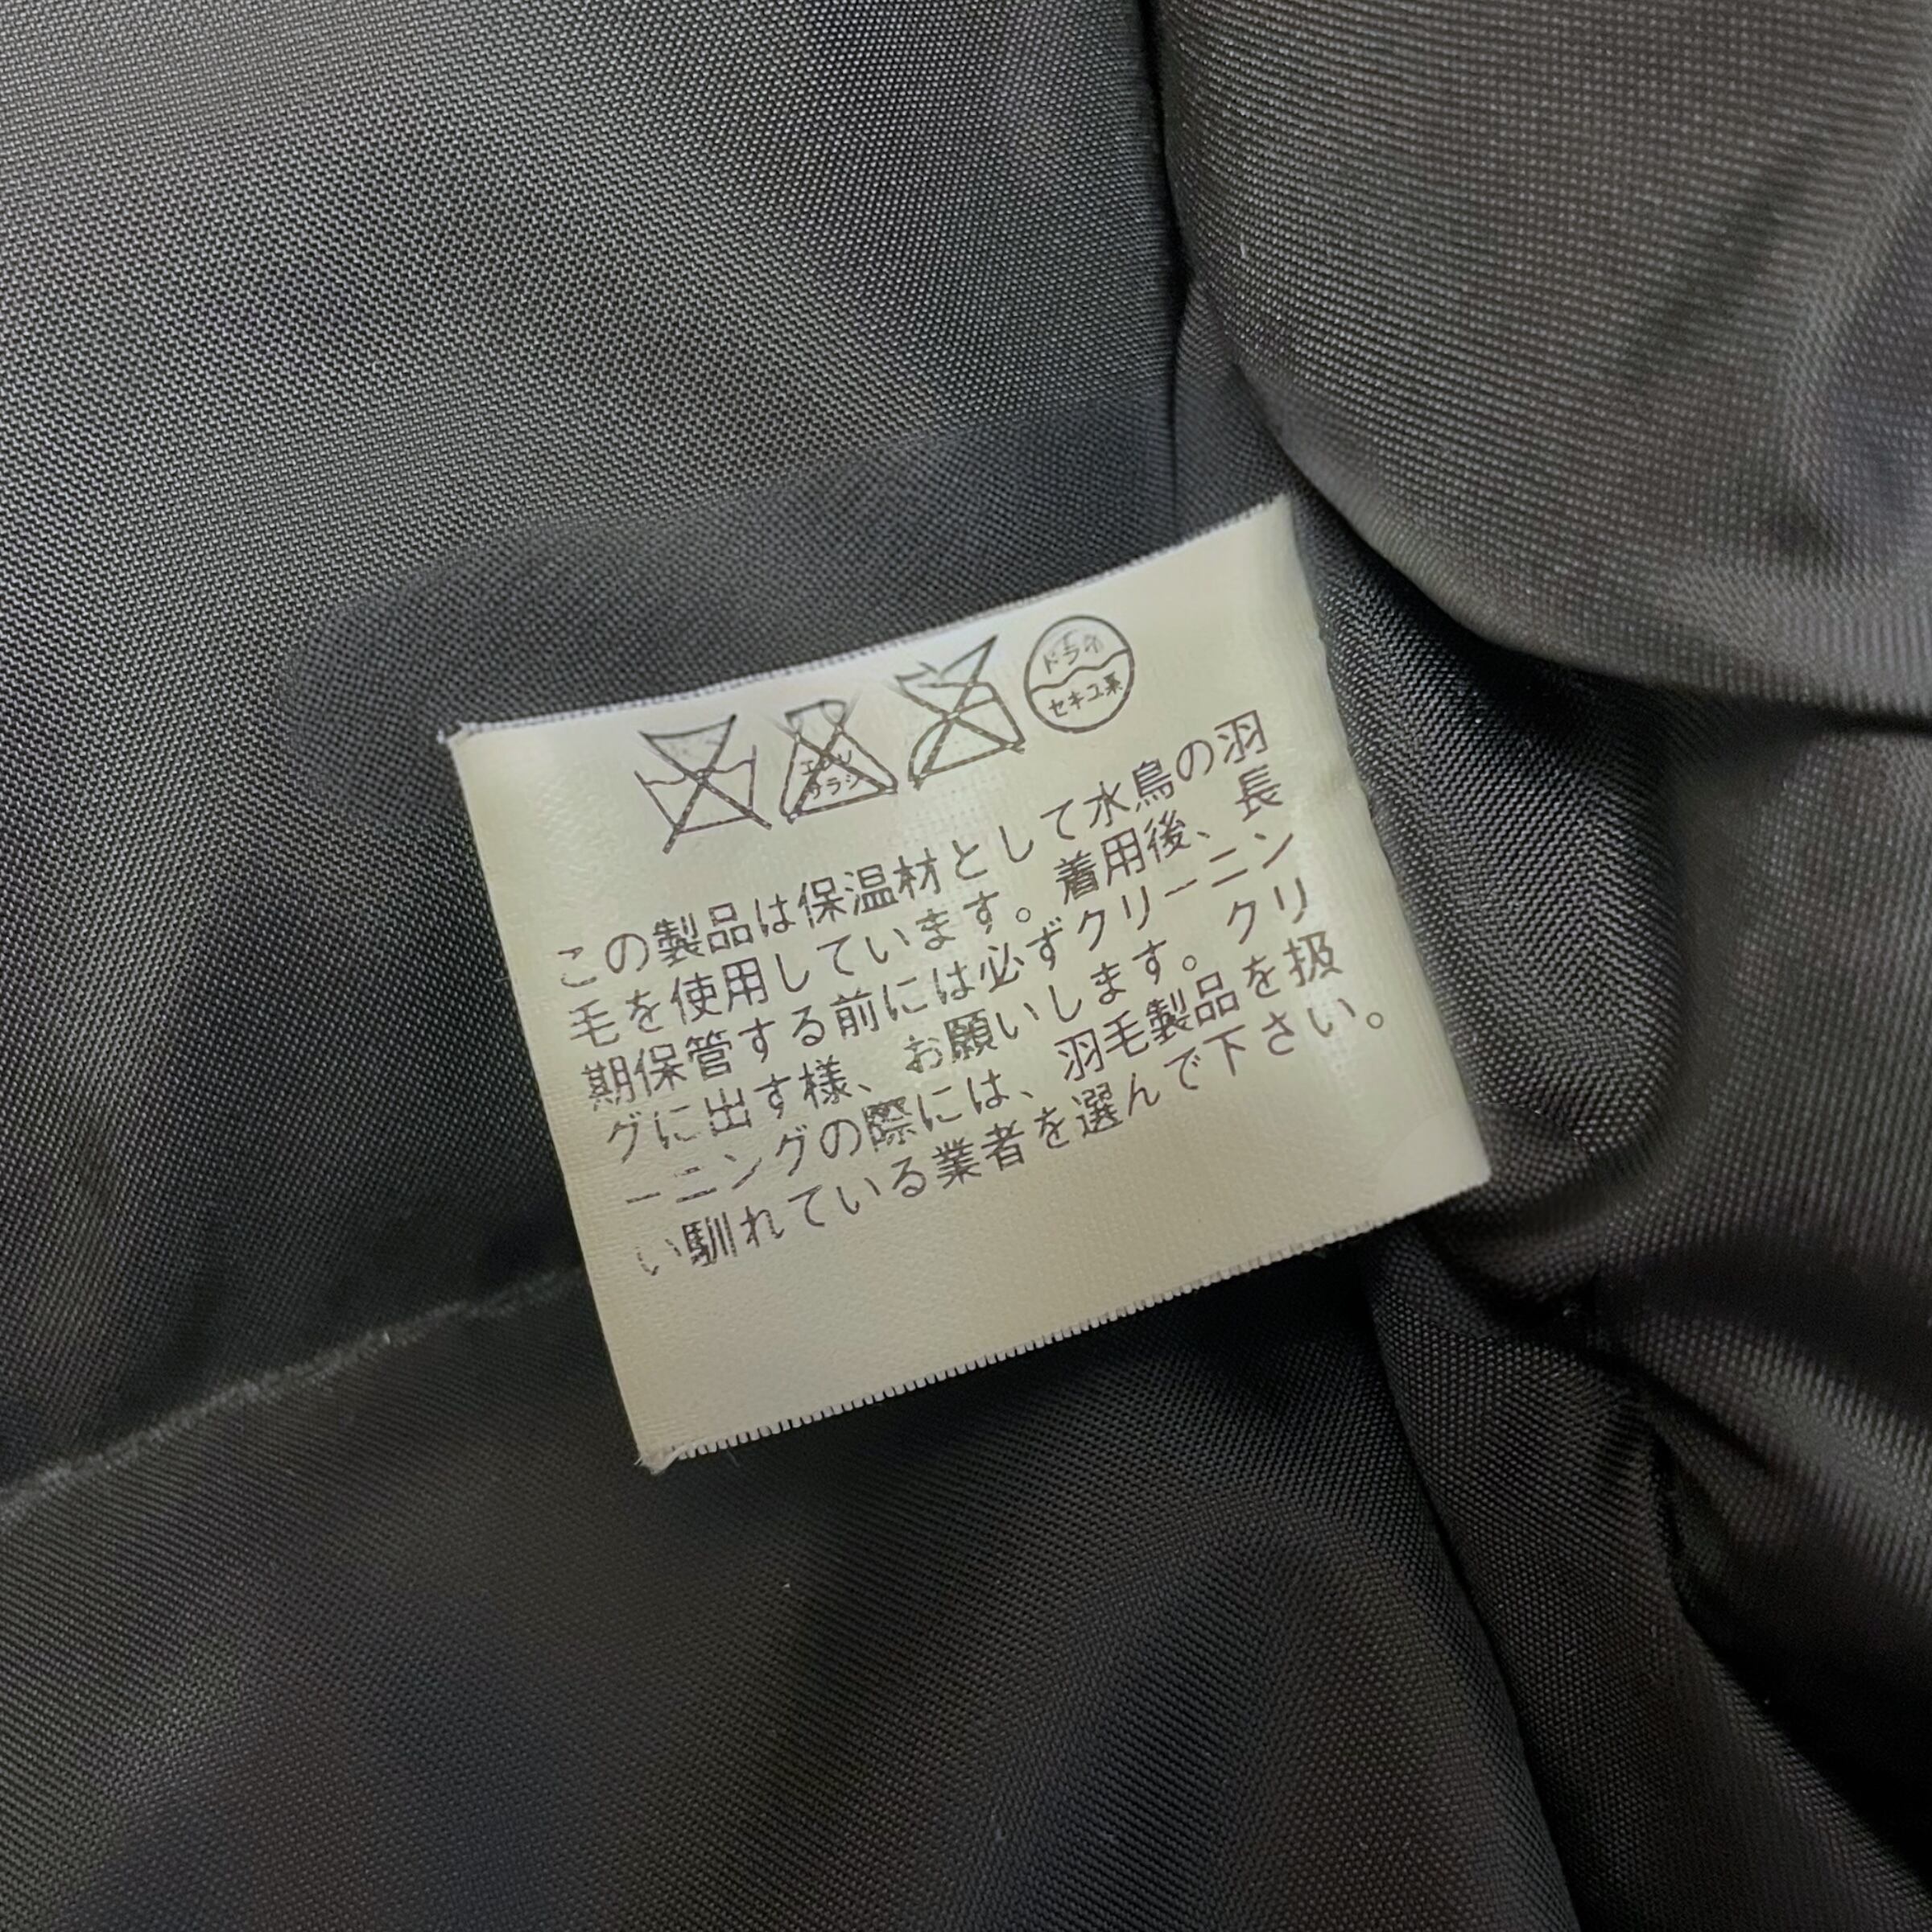 エンソ
サラシ
ドライ
セキユ系
この製品は保温材として水鳥の羽
毛を使用しています。着用後、長
期保管する前には必ずクリーニン
グに出す様、お願いします。クリ
ーニングの際には、羽毛製品を扱
い馴れている業者を選んで下さい。